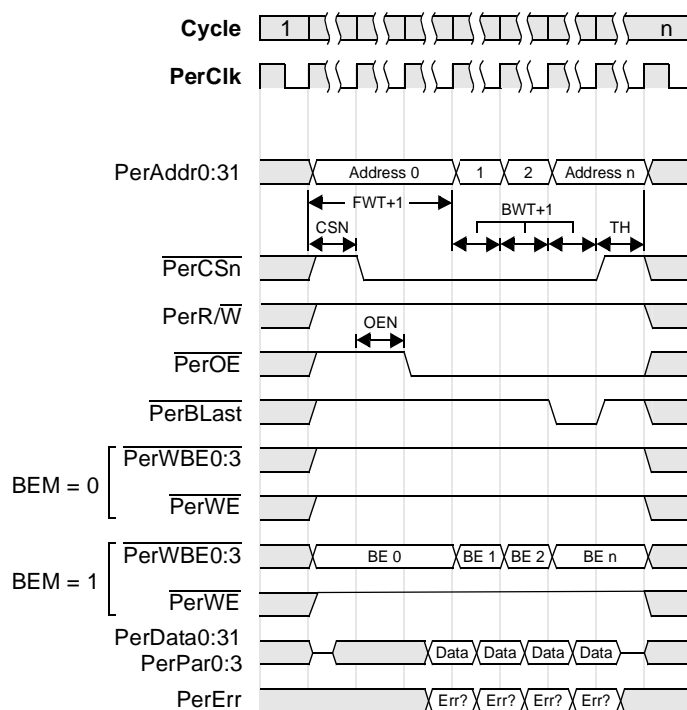 Cycle 1 n
PerClk
PerAddr0:31 Address 0 1 2 Address n
FWT+1
CSN BWT+1 TH
PerCSn
PerR/W
OEN
PerOE
PerBLast
BEM = 0
PerWBE0:3
PerWE
BEM = 1
PerWBE0:3 BE 0 BE 1 BE 2 BE n
PerWE
PerData0:31
PerPar0:3
Data Data Data Data
PerErr Err? Err? Err? Err?